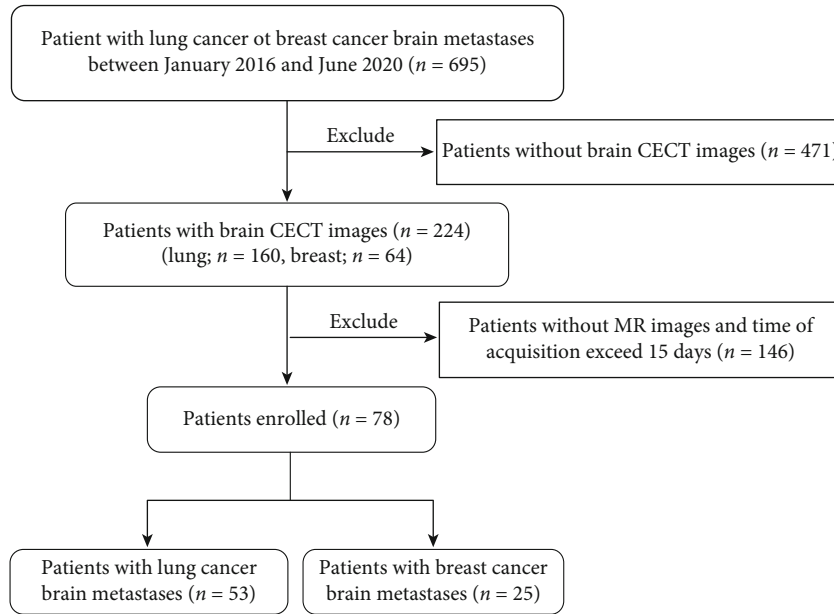 Patient with lung cancer ot breast cancer brain metastases
between January 2016 and June 2020 (n = 695)
Exclude
Patients without brain CECT images (n = 471)
Patients with brain CECT images (n = 224)
(lung; n = 160, breast; n = 64)
Exclude
Patients without MR images and time of
acquisition exceed 15 days (n = 146)
Patients enrolled (n = 78)
Patients with lung cancer
brain metastases (n = 53)
Patients with breast cancer
brain metastases (n = 25)